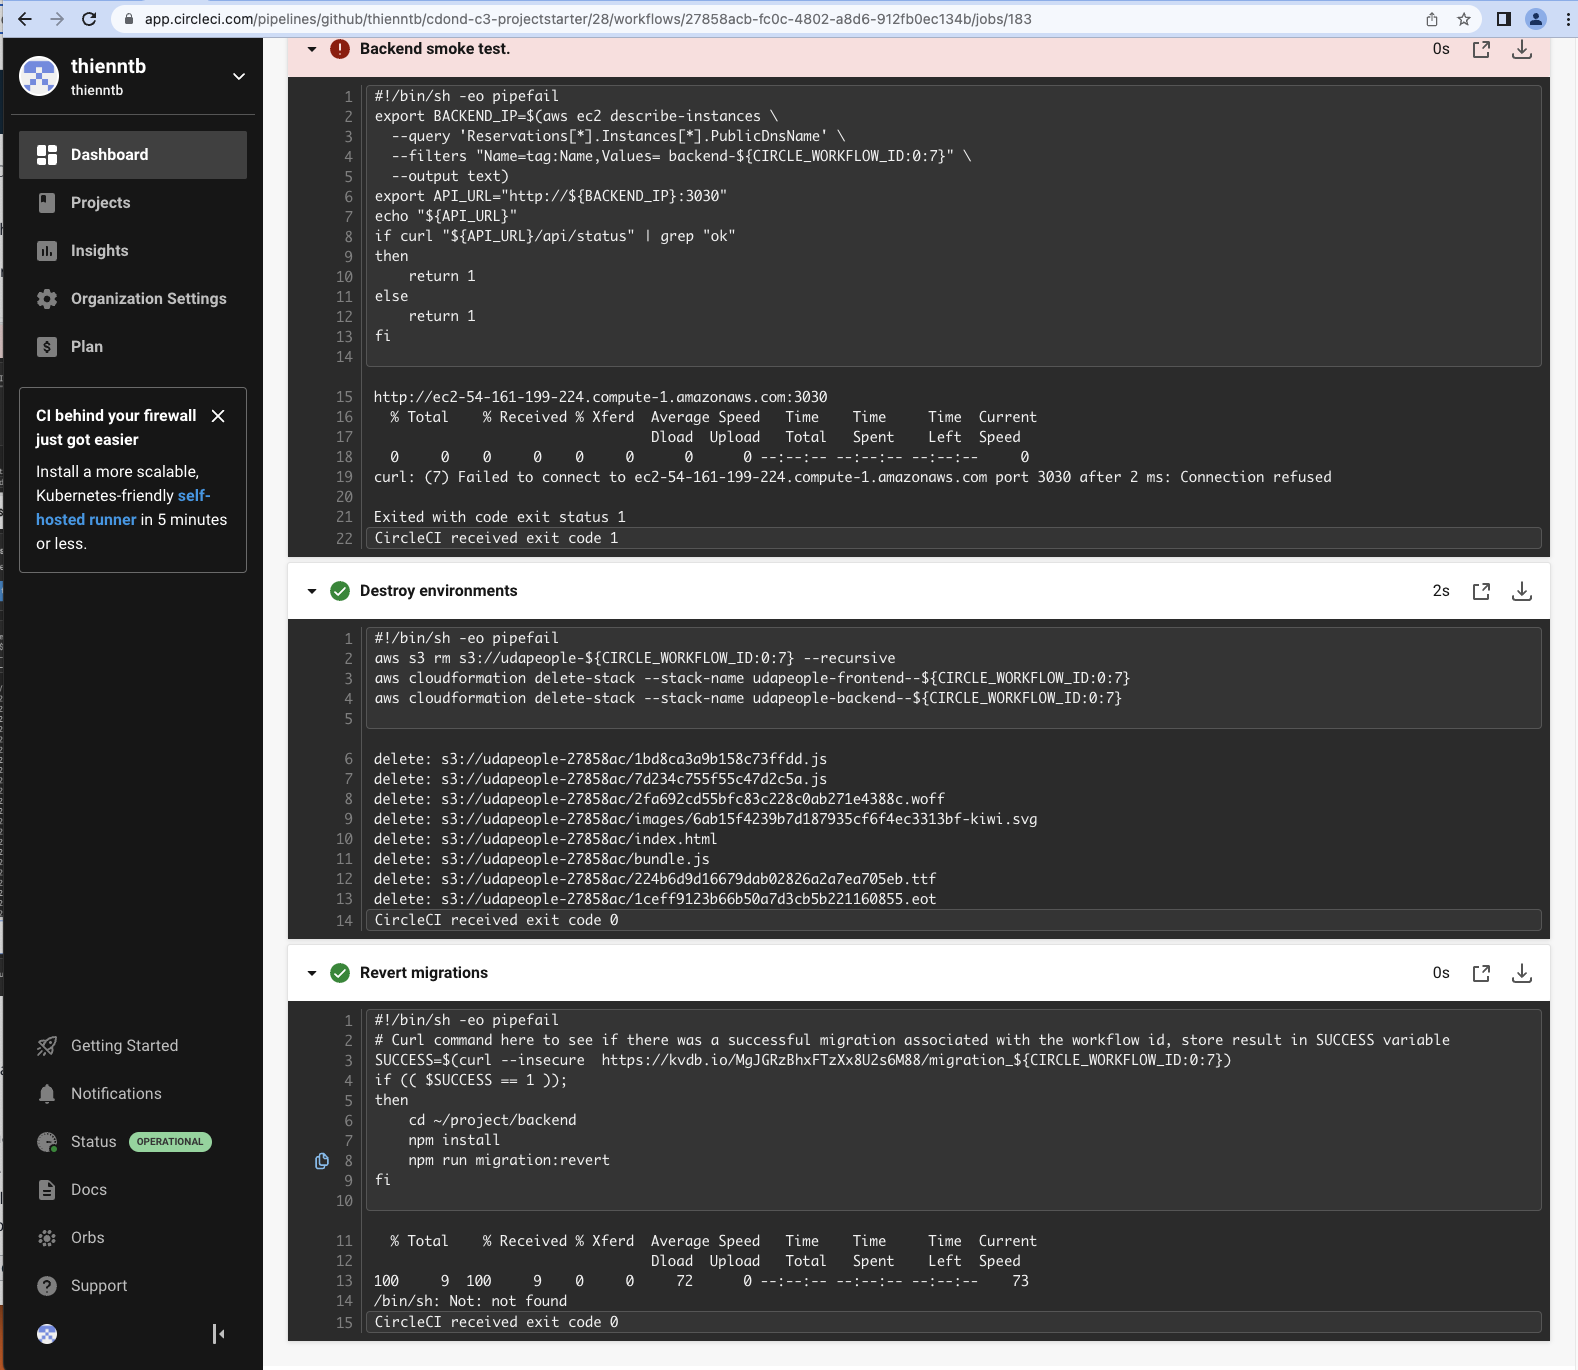 app.circleci.com/pipelines/github/thienntb/cdond-c3-projectstarter/28/workflows/27858acb-fc0c-4802-a8d6-912fb0ec134b/jobs/183
thienntb
thienntb
Dashboard
Projects
Insights
Organization Settings
Plan
CI behind your firewall
just got easier
Install a more scalable,
Kubernetes-friendly self-
hosted runner in 5 minutes
or less.
Getting Started
Notifications
Status OPERATIONAL
Docs
Orbs
Support
Backend smoke test. 0s
1 #!/bin/sh -eo pipefail
2 export BACKEND_IP=$(aws ec2 describe-instances \
3 --query 'Reservations[*].Instances[*].PublicDnsName' \
4 --filters "Name=tag:Name,Values= backend-${CIRCLE_WORKFLOW_ID:0:7}" \
5 --output text)
6 export API_URL="http://${BACKEND_IP}:3030"
7 echo "${API_URL}"
8 if curl "${API_URL}/api/status" | grep "ok"
9 then
10 return 1
11 else
12 return 1
13 fi
14
15 http://ec2-54-161-199-224.compute-1.amazonaws.com:3030
16 % Total % Received % Xferd Average Speed Time Time Time Current
17 Dload Upload Total Spent Left Speed
18 0 0 0 0 0 0 0 0 --:--:-- --:--:-- --:--:-- 0
19 curl: (7) Failed to connect to ec2-54-161-199-224.compute-1.amazonaws.com port 3030 after 2 ms: Connection refused
20
21 Exited with code exit status 1
22 CircleCI received exit code 1
Destroy environments 2s
1 #!/bin/sh -eo pipefail
2 aws s3 rm s3://udapeople-${CIRCLE_WORKFLOW_ID:0:7} --recursive
3 aws cloudformation delete-stack --stack-name udapeople-frontend--${CIRCLE_WORKFLOW_ID:0:7}
4 aws cloudformation delete-stack --stack-name udapeople-backend--${CIRCLE_WORKFLOW_ID:0:7}
5
6 delete: s3://udapeople-27858ac/1bd8ca3a9b158c73ffdd.js
7 delete: s3://udapeople-27858ac/7d234c755f55c47d2c5a.js
8 delete: s3://udapeople-27858ac/2fa692cd55bfc83c228c0ab271e4388c.woff
9 delete: s3://udapeople-27858ac/images/6ab15f4239b7d187935cf6f4ec3313bf-kiwi.svg
10 delete: s3://udapeople-27858ac/index.html
11 delete: s3://udapeople-27858ac/bundle.js
12 delete: s3://udapeople-27858ac/224b6d9d16679dab02826a2a7ea705eb.ttf
13 delete: s3://udapeople-27858ac/1ceff9123b66b50a7d3cb5b221160855.eot
14 CircleCI received exit code 0
Revert migrations 0s
1 #!/bin/sh -eo pipefail
2 # Curl command here to see if there was a successful migration associated with the workflow id, store result in SUCCESS variable
3 SUCCESS=$(curl --insecure https://kvdb.io/MgJGRzBhxFTzXx8U2s6M88/migration_${CIRCLE_WORKFLOW_ID:0:7})
4 if (( $SUCCESS == 1 ));
5 then
6 cd ~/project/backend
7 npm install
8 npm run migration:revert
9 fi
10
11 % Total % Received % Xferd Average Speed Time Time Time Current
12 Dload Upload Total Spent Left Speed
13 100 9 100 9 0 0 72 0 --:--:-- --:--:-- --:--:-- 73
14 /bin/sh: Not: not found
15 CircleCI received exit code 0